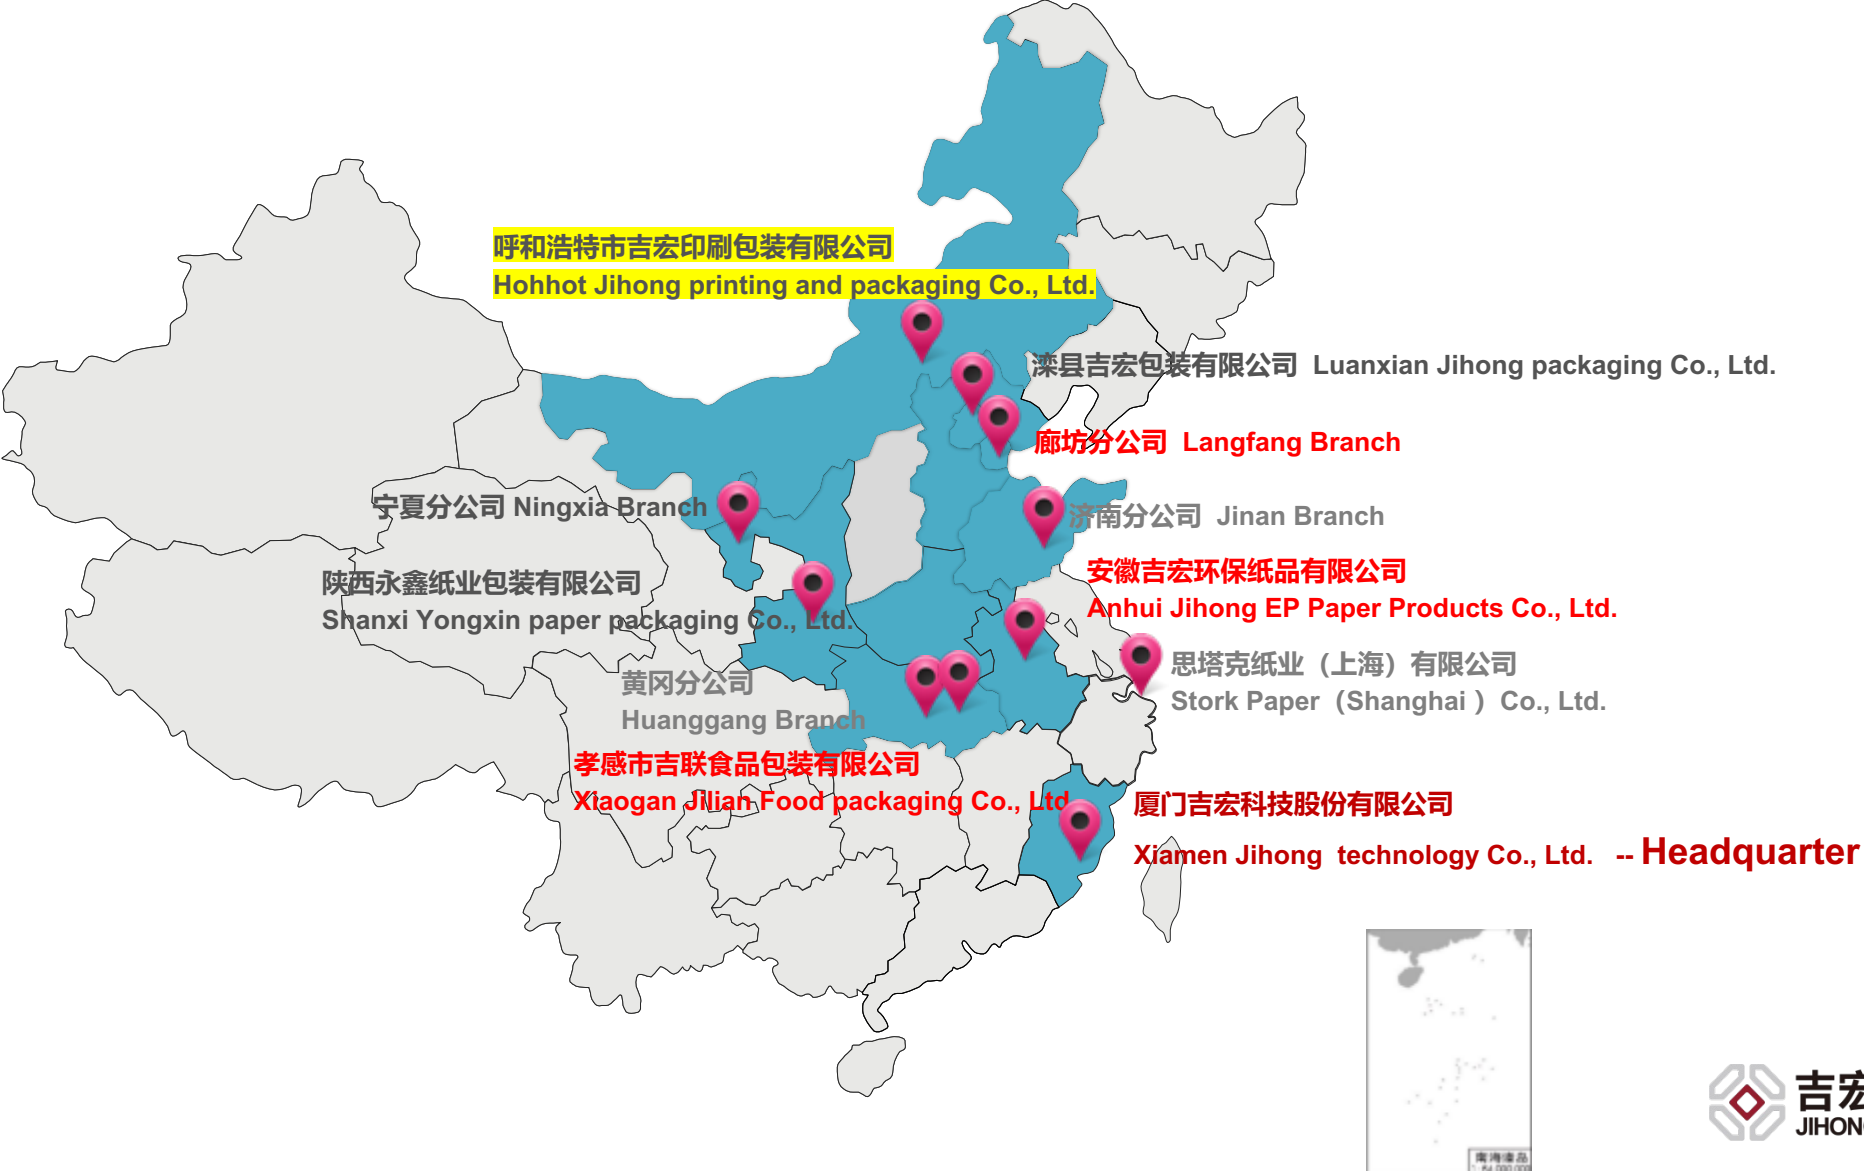 呼和浩特市吉宏印刷包装有限公司
Hohhot Jihong printing and packaging Co., Ltd.
滦县吉宏包装有限公司 Luanxian Jihong packaging Co., Ltd.
廊坊分公司 Langfang Branch
宁夏分公司 Ningxia Branch
济南分公司 Jinan Branch
陕西永鑫纸业包装有限公司
Shanxi Yongxin paper packaging Co., Ltd.
安徽吉宏环保纸品有限公司
Anhui Jihong EP Paper Products Co., Ltd.
思塔克纸业（上海）有限公司
Stork Paper（Shanghai ）Co., Ltd.
黄冈分公司
Huanggang Branch
孝感市吉联食品包装有限公司
Xiaogan Jilian Food packaging Co., Ltd
厦门吉宏科技股份有限公司
Xiamen Jihong technology Co., Ltd. -- Headquarter
吉宏
JIHON
南海诸岛